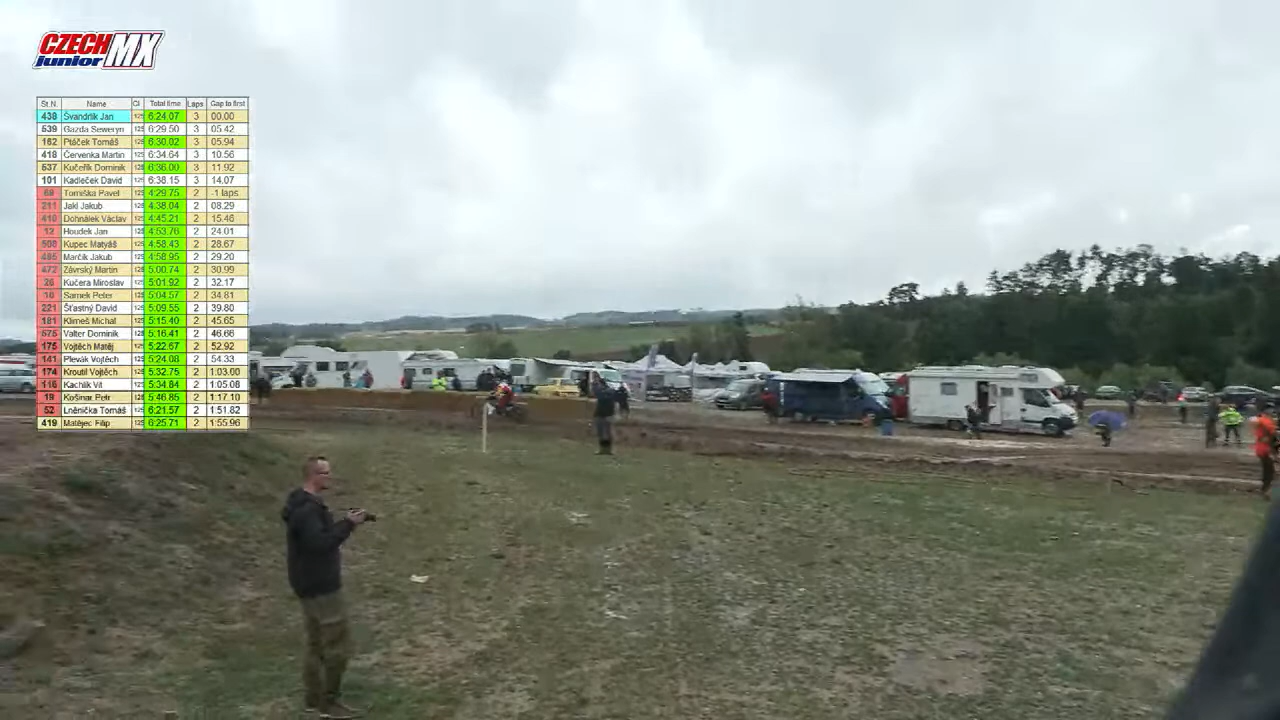 CZECH
junior MX
St.N. Name Cl Total time Laps Gap to first
438 Švandrlík Jan 125 6:24.07 3 00.00
539 Gazda Seweryn 125 6:29.50 3 05.42
162 Ptáček Tomáš 125 6:30.02 3 05.94
418 Červenka Martin 125 6:34.64 3 10.56
537 Kučeřík Dominik 125 6:36.00 3 11.92
101 Kadleček David 125 6:38.15 3 14.07
Tomiška Pavel 125 4:29.75 2 -1 laps
211 Jakl Jakub 125 4:38.04 2 08.29
410 Dohnálek Václav 125 4:45.21 2 15.46
12 Houdek Jan 125 4:53.76 2 24.01
Kupec Matyáš 125 4:58.43 2 28.67
Marčík Jakub 125 4:58.95 2 29.20
472 Závrský Martin 125 5:00.74 2 30.99
Kučera Miroslav 125 5:01.92 2 32.17
Samek Peter 125 5:04.57 2 34.81
221 Šťastný David 125 5:09.55 2 39.80
181 Klimeš Michal 125 5:15.40 2 45.65
575 Valter Dominik 125 5:16.41 2 46.66
175 Vojtěch Matěj 125 5:22.67 2 52.92
141 Plevák Vojtěch 125 5:24.08 2 54.33
174 Kroutil Vojtěch 125 5:32.75 2 1:03.00
116 Kachlík Vít 125 5:34.84 2 1:05.08
Košinar Petr 125 5:46.85 2 1:17.10
52 Lněnička Tomáš 125 6:21.57 2 1:51.82
419 Matějec Filip 125 6:25.71 2 1:55.96